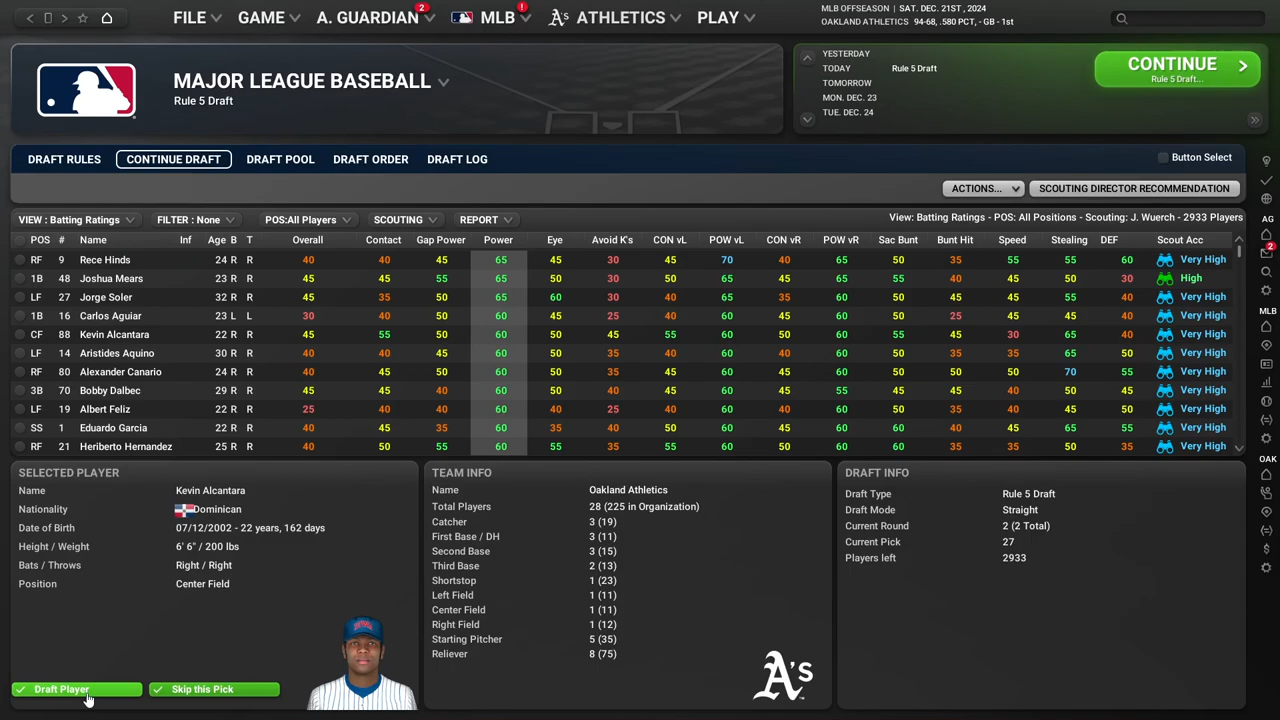 FILE GAME A. GUARDIAN 2 MLB ! A's ATHLETICS PLAY
MLB OFFSEASON | SAT. DEC. 21ST , 2024
OAKLAND ATHLETICS 94-68, .580 PCT, - GB - 1st
MAJOR LEAGUE BASEBALL
Rule 5 Draft
YESTERDAY
TODAY Rule 5 Draft
TOMORROW
MON. DEC. 23
TUE. DEC. 24
CONTINUE
Rule 5 Draft...
DRAFT RULES CONTINUE DRAFT DRAFT POOL DRAFT ORDER DRAFT LOG Button Select
ACTIONS... SCOUTING DIRECTOR RECOMMENDATION
VIEW : Batting Ratings FILTER : None POS:All Players SCOUTING REPORT View: Batting Ratings - POS: All Positions - Scouting: J. Wuerch - 2933 Players
POS # Name Inf Age B T Overall Contact Gap Power Power Eye Avoid K's CON vL POW vL CON vR POW vR Sac Bunt Bunt Hit Speed Stealing DEF Scout Acc
RF 9 Rece Hinds 24 R R 40 40 45 65 45 30 45 70 40 65 50 35 55 55 60 Very High
1B 48 Joshua Mears 23 R R 45 45 55 65 50 30 50 65 45 65 55 45 45 50 30 High
LF 27 Jorge Soler 32 R R 45 35 50 65 60 30 40 65 35 65 50 45 45 55 40 Very High
1B 16 Carlos Aguiar 23 L L 30 40 50 60 45 25 40 65 45 60 45 25 45 45 40 Very High
CF 88 Kevin Alcantara 22 R R 45 55 50 60 50 45 55 60 50 60 55 45 30 65 40 Very High
LF 14 Aristides Aquino 30 R R 40 40 45 60 50 35 40 60 40 60 50 35 35 65 50 Very High
RF 80 Alexander Canario 24 R R 40 45 50 60 50 35 45 60 45 60 50 50 50 70 55 Very High
3B 70 Bobby Dalbec 29 R R 45 45 40 60 50 40 45 60 45 55 45 45 40 50 45 Very High
LF 19 Albert Feliz 22 R R 25 40 40 60 40 25 40 60 40 60 50 35 40 45 50 Very High
SS 1 Eduardo Garcia 22 R R 40 45 35 60 35 40 50 60 40 60 50 35 45 65 55 Very High
RF 21 Heriberto Hernandez 25 R R 40 50 55 60 55 35 55 60 50 60 60 40 35 50 35 Very High
SELECTED PLAYER
Name Kevin Alcantara
Nationality Dominican
Date of Birth 07/12/2002 - 22 years, 162 days
Height / Weight 6' 6" / 200 lbs
Bats / Throws Right / Right
Position Center Field
Draft Player Skip this Pick
TEAM INFO
Name Oakland Athletics
Total Players 28 (225 in Organization)
Catcher 3 (19)
First Base / DH 3 (11)
Second Base 3 (15)
Third Base 2 (13)
Shortstop 1 (23)
Left Field 1 (11)
Center Field 1 (11)
Right Field 1 (12)
Starting Pitcher 5 (35)
Reliever 8 (75)
A's
DRAFT INFO
Draft Type Rule 5 Draft
Draft Mode Straight
Current Round 2 (2 Total)
Current Pick 27
Players left 2933
AG
2
MLB
OAK